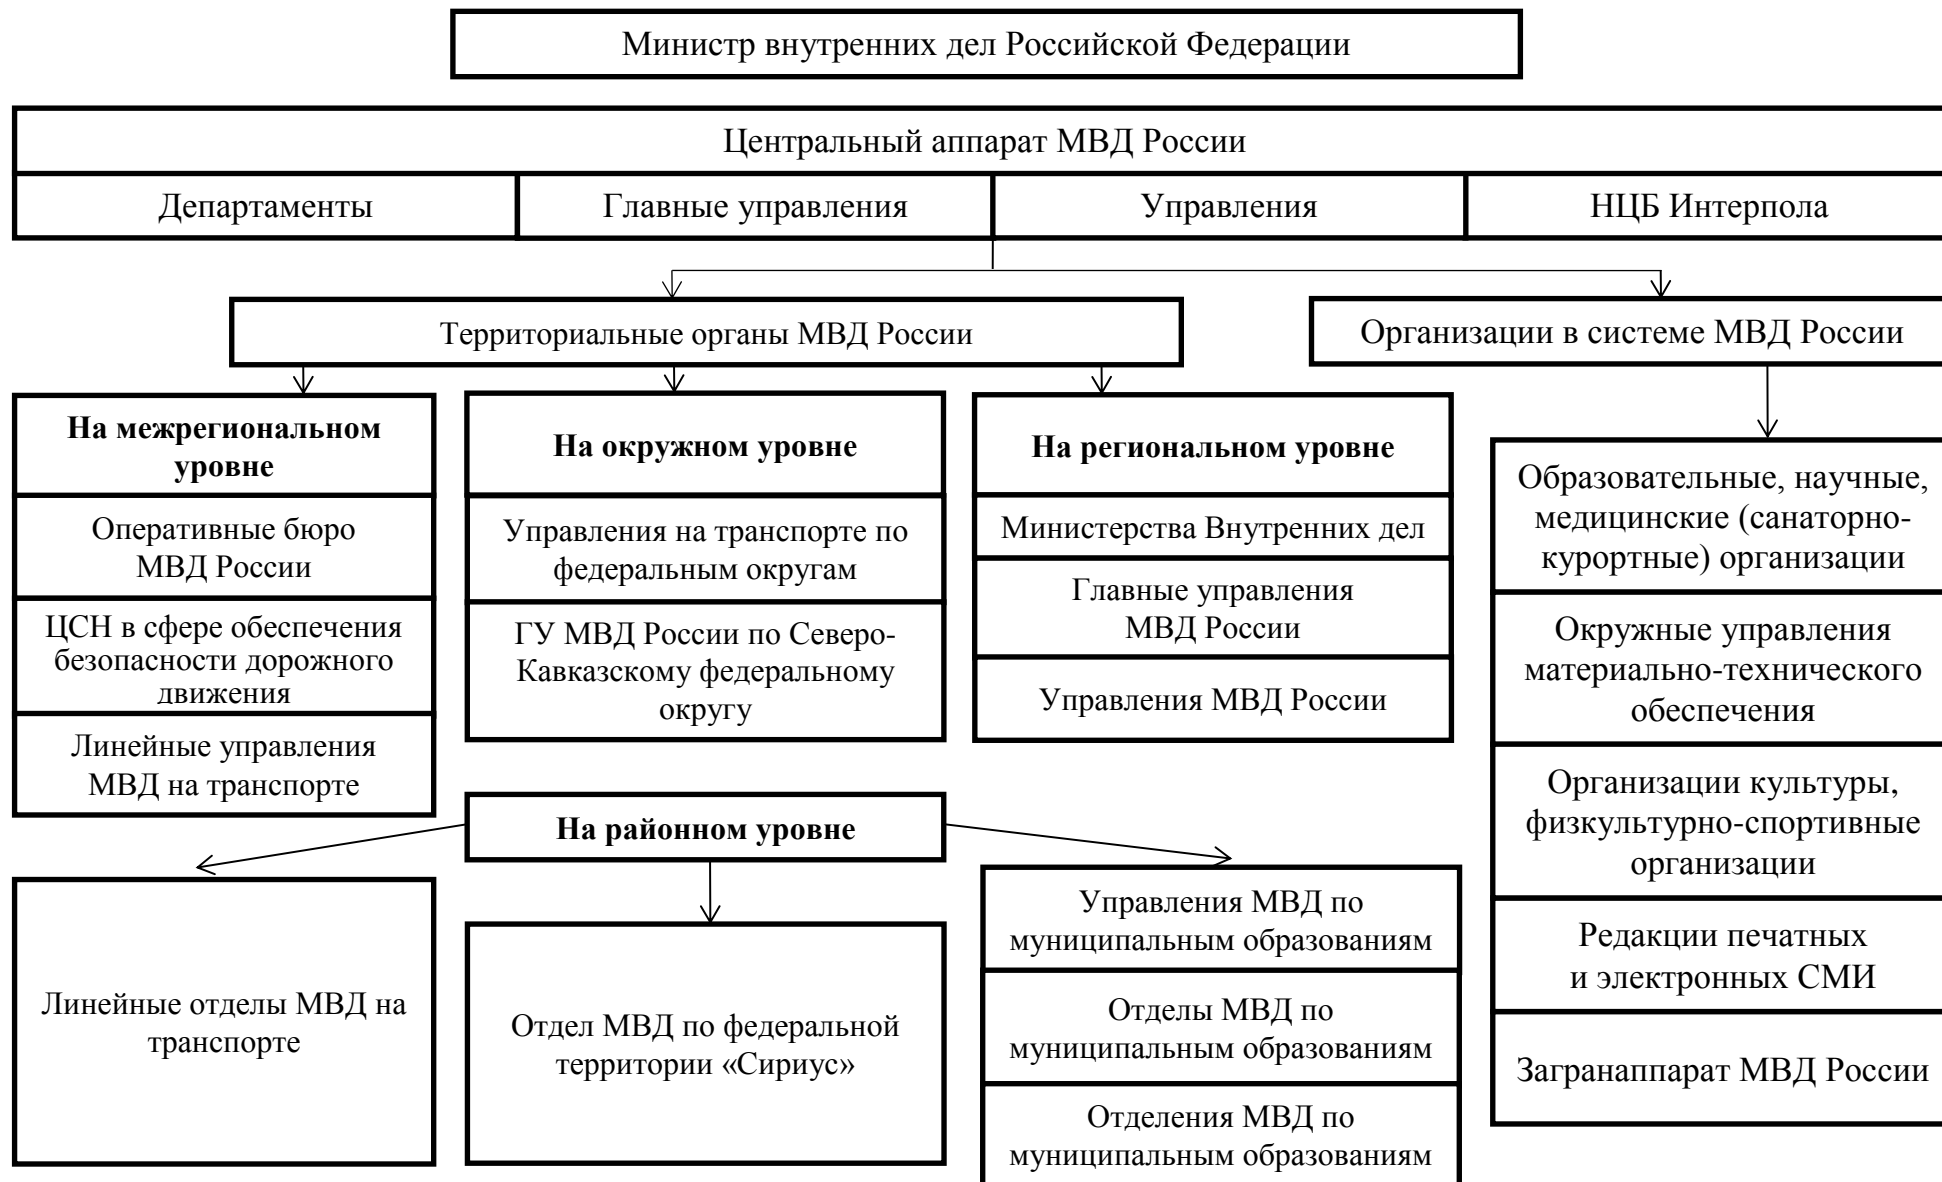 Министр внутренних дел Российской Федерации
Центральный аппарат МВД России
Департаменты
Главные управления
Управления
НЦБ Интерпола
Территориальные органы МВД России
Организации в системе МВД России
На межрегиональном
уровне
Оперативные бюро
МВД России
ЦСН в сфере обеспечения
безопасности дорожного
движения
Линейные управления
МВД на транспорте
На окружном уровне
Управления на транспорте по
федеральным округам
ГУ МВД России по Северо-
Кавказскому федеральному
округу
На региональном уровне
Министерства Внутренних дел
Главные управления
МВД России
Управления МВД России
Образовательные, научные,
медицинские (санаторно-
курортные) организации
Окружные управления
материально-технического
обеспечения
Организации культуры,
физкультурно-спортивные
организации
Редакции печатных
и электронных СМИ
Загранаппарат МВД России
На районном уровне
Линейные отделы МВД на
транспорте
Отдел МВД по федеральной
территории «Сириус»
Управления МВД по
муниципальным образованиям
Отделы МВД по
муниципальным образованиям
Отделения МВД по
муниципальным образованиям